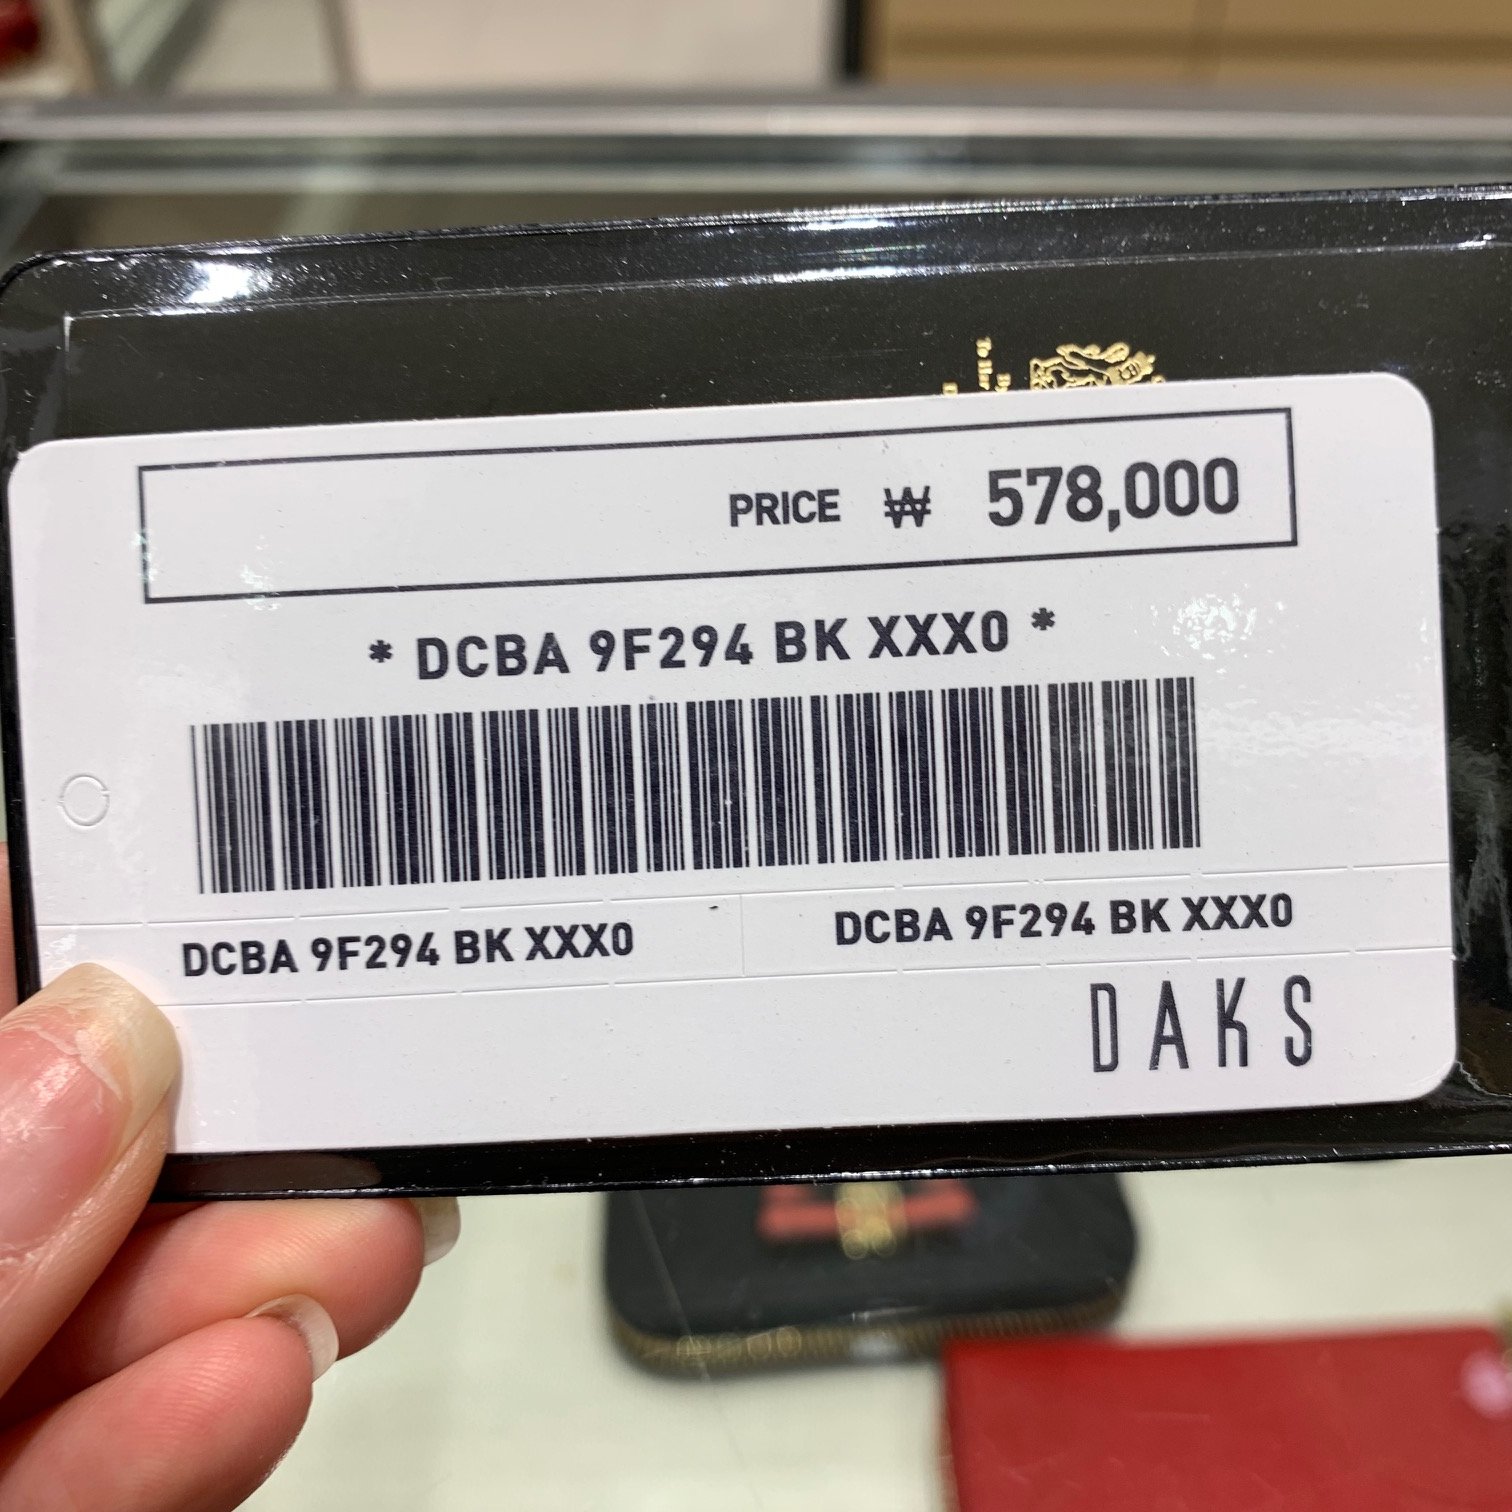 PRICE ₩ 578,000
* DCBA 9F294 BK XXX0 *
DCBA 9F294 BK XXX0 DCBA 9F294 BK XXX0
DAKS